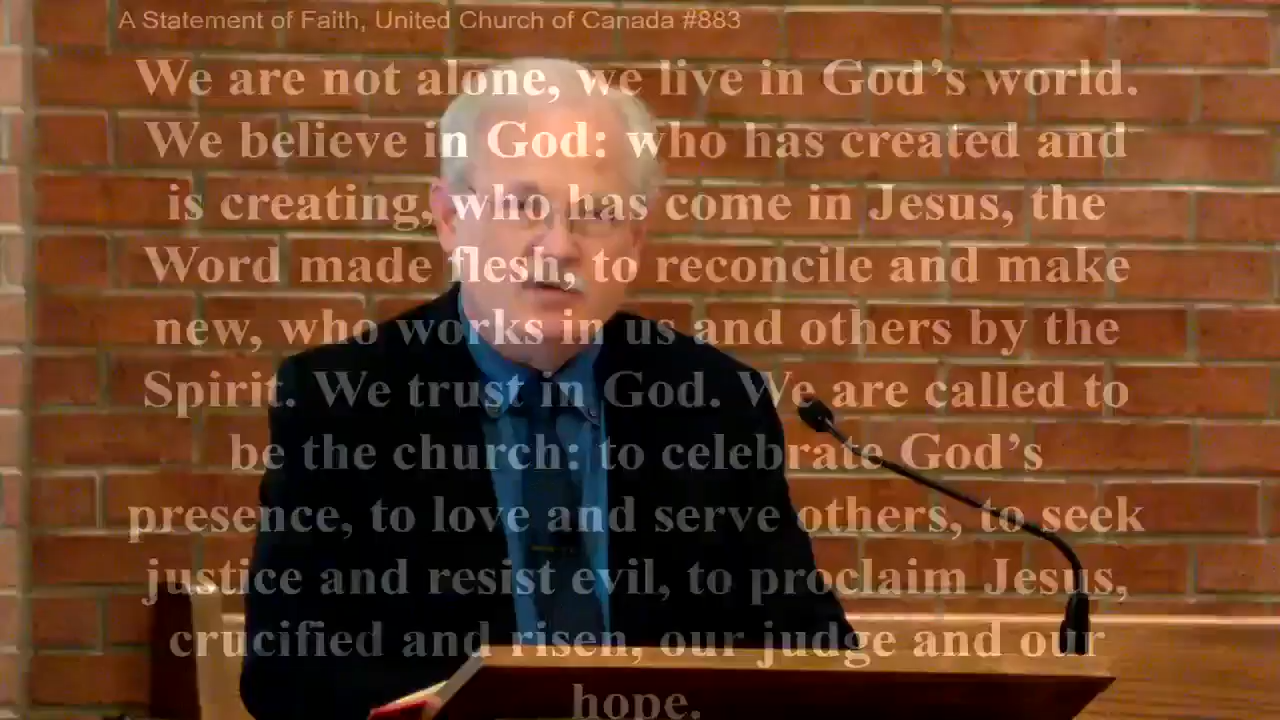 A Statement of Faith, United Church of Canada #883
We are not alone, we live in God’s world.
We believe in God: who has created and
is creating, who has come in Jesus, the
Word made flesh, to reconcile and make
new, who works in us and others by the
Spirit. We trust in God. We are called to
be the church: to celebrate God’s
presence, to love and serve others, to seek
justice and resist evil, to proclaim Jesus,
crucified and risen, our judge and our
hope.